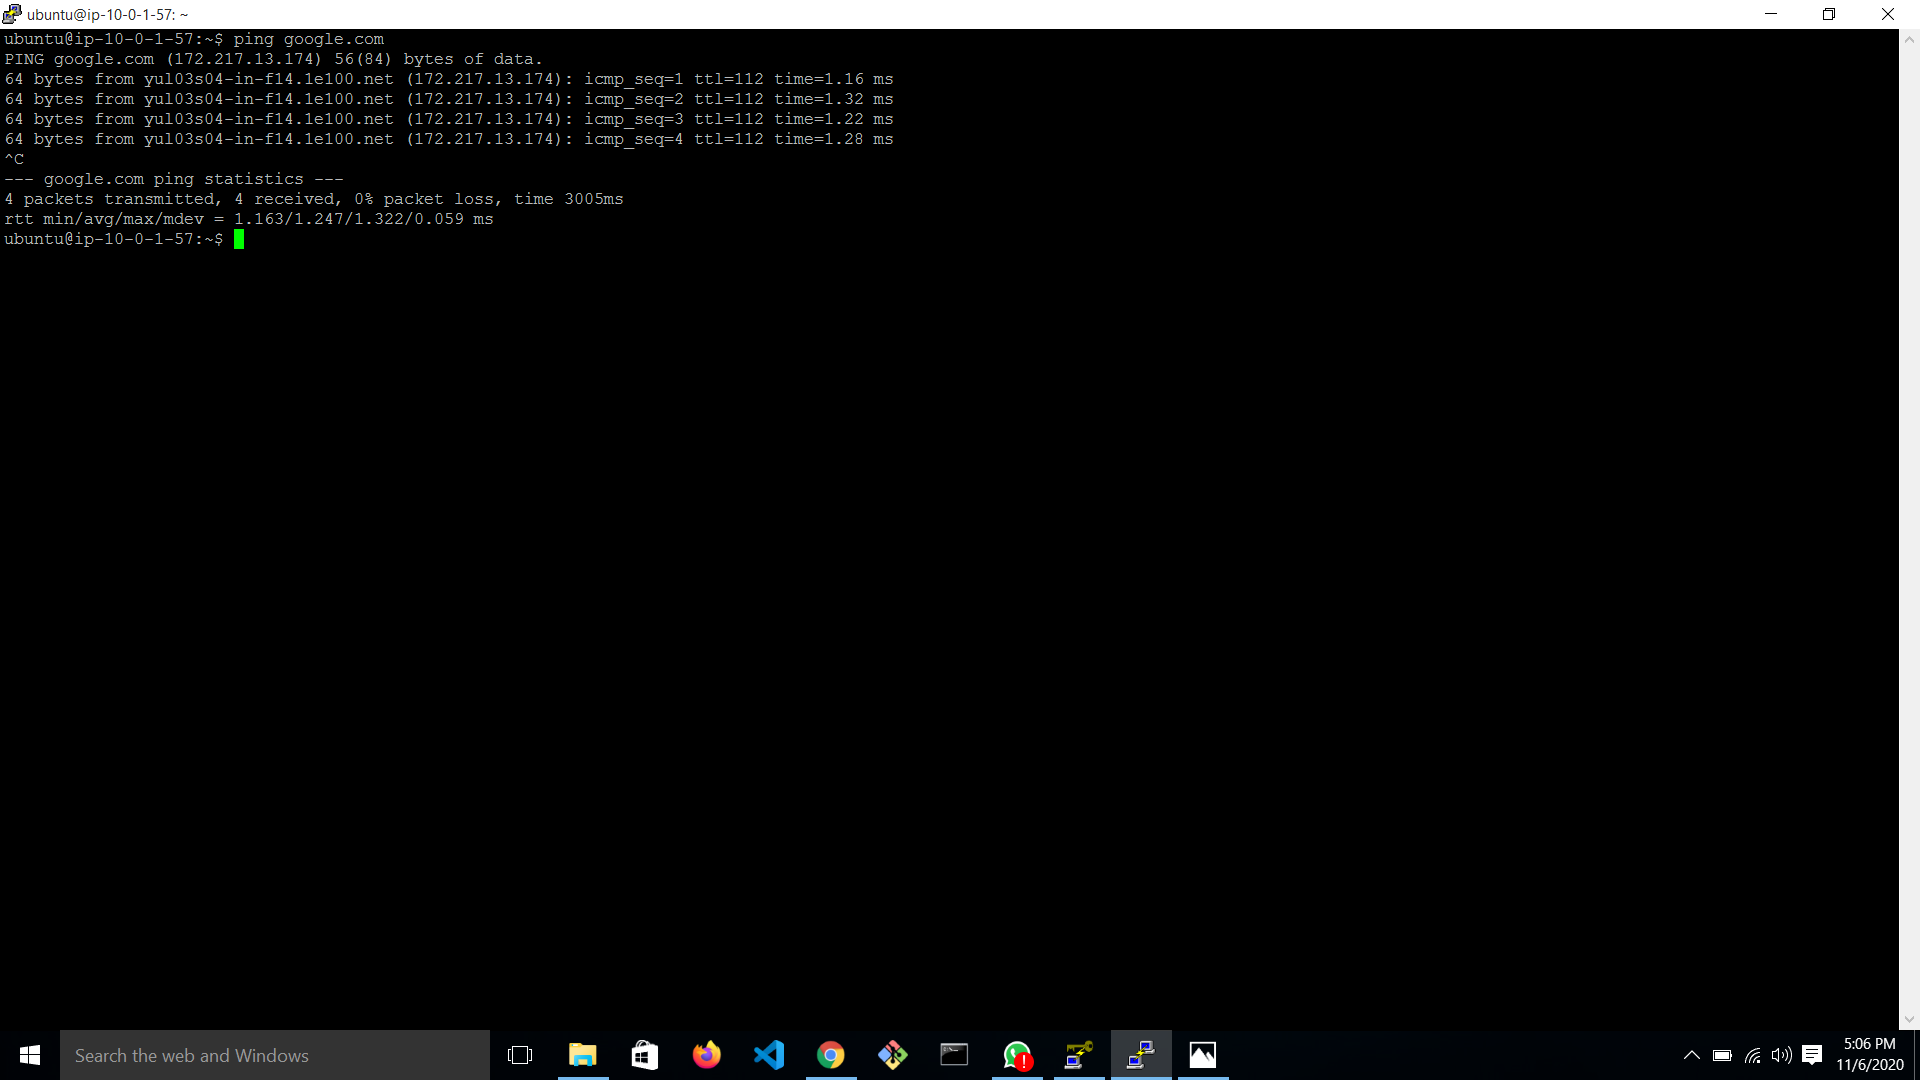 ubuntu@ip-10-0-1-57: ~
ubuntu@ip-10-0-1-57:~$ ping google.com
PING google.com (172.217.13.174) 56(84) bytes of data.
64 bytes from yul03s04-in-f14.1e100.net (172.217.13.174): icmp_seq=1 ttl=112 time=1.16 ms
64 bytes from yul03s04-in-f14.1e100.net (172.217.13.174): icmp_seq=2 ttl=112 time=1.32 ms
64 bytes from yul03s04-in-f14.1e100.net (172.217.13.174): icmp_seq=3 ttl=112 time=1.22 ms
64 bytes from yul03s04-in-f14.1e100.net (172.217.13.174): icmp_seq=4 ttl=112 time=1.28 ms
^C
--- google.com ping statistics ---
4 packets transmitted, 4 received, 0% packet loss, time 3005ms
rtt min/avg/max/mdev = 1.163/1.247/1.322/0.059 ms
ubuntu@ip-10-0-1-57:~$
Search the web and Windows
5:06 PM
11/6/2020